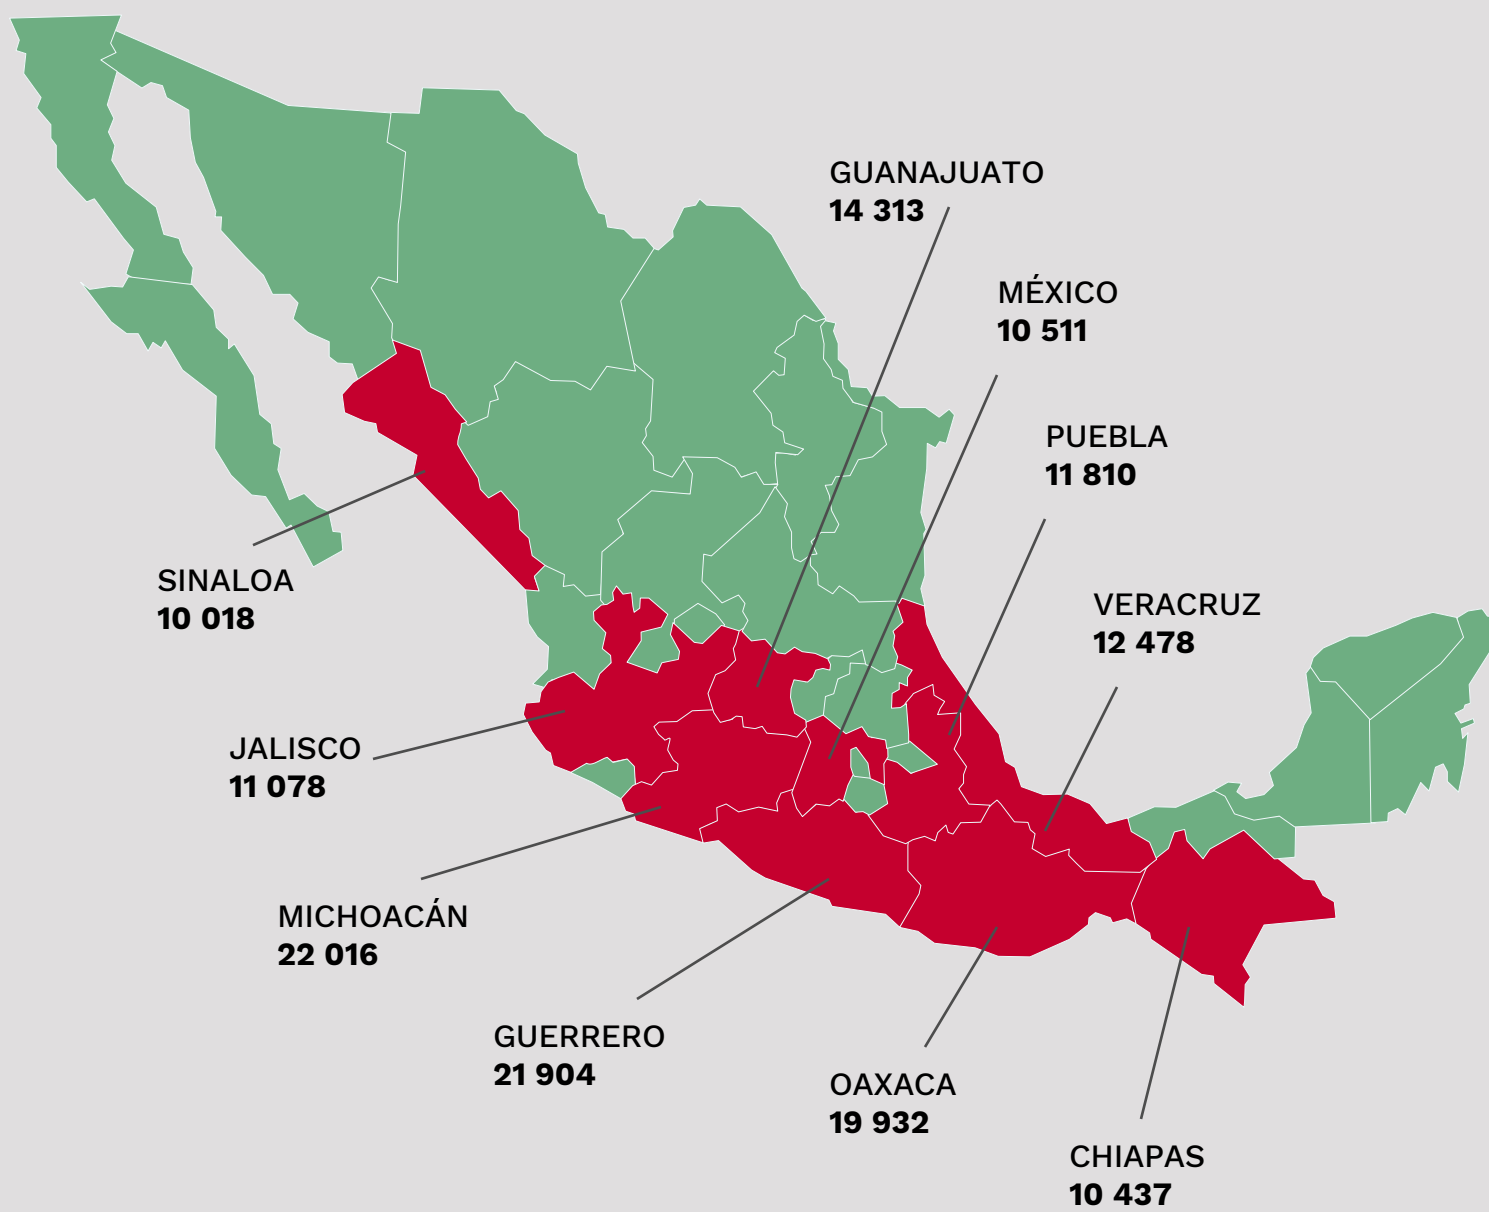 GUANAJUATO
14 313
MÉXICO
10 511
PUEBLA
11 810
SINALOA
10 018
VERACRUZ
12 478
JALISCO
11 078
MICHOACÁN
22 016
GUERRERO
21 904
OAXACA
19 932
CHIAPAS
10 437